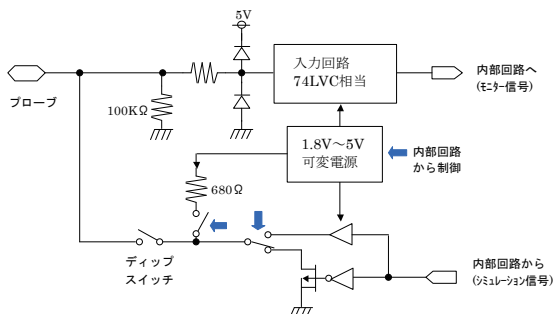 5V
入力回路
74LVC相当
内部回路へ
(ﾓﾆﾀｰ信号)
プローブ
100KΩ
1.8V～5V
可変電源
内部回路
から制御
680Ω
ディップ
スイッチ
内部回路から
(ｼﾐｭﾚｰｼｮﾝ信号)